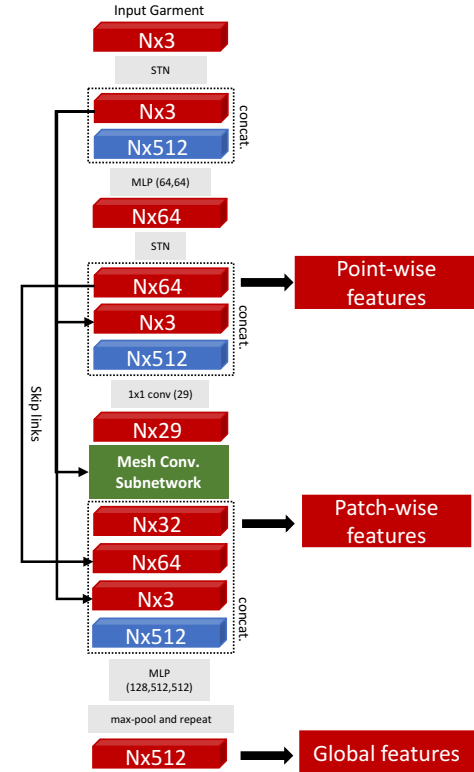 Input Garment
Nx3
STN
Nx3
Nx512
concat.
MLP (64,64)
Nx64
STN
Nx64
Nx3
Nx512
concat.
Point-wise
features
Skip links
1x1 conv (29)
Nx29
Mesh Conv.
Subnetwork
Nx32
Nx64
Nx3
Nx512
concat.
Patch-wise
features
MLP
(128,512,512)
max-pool and repeat
Nx512
Global features